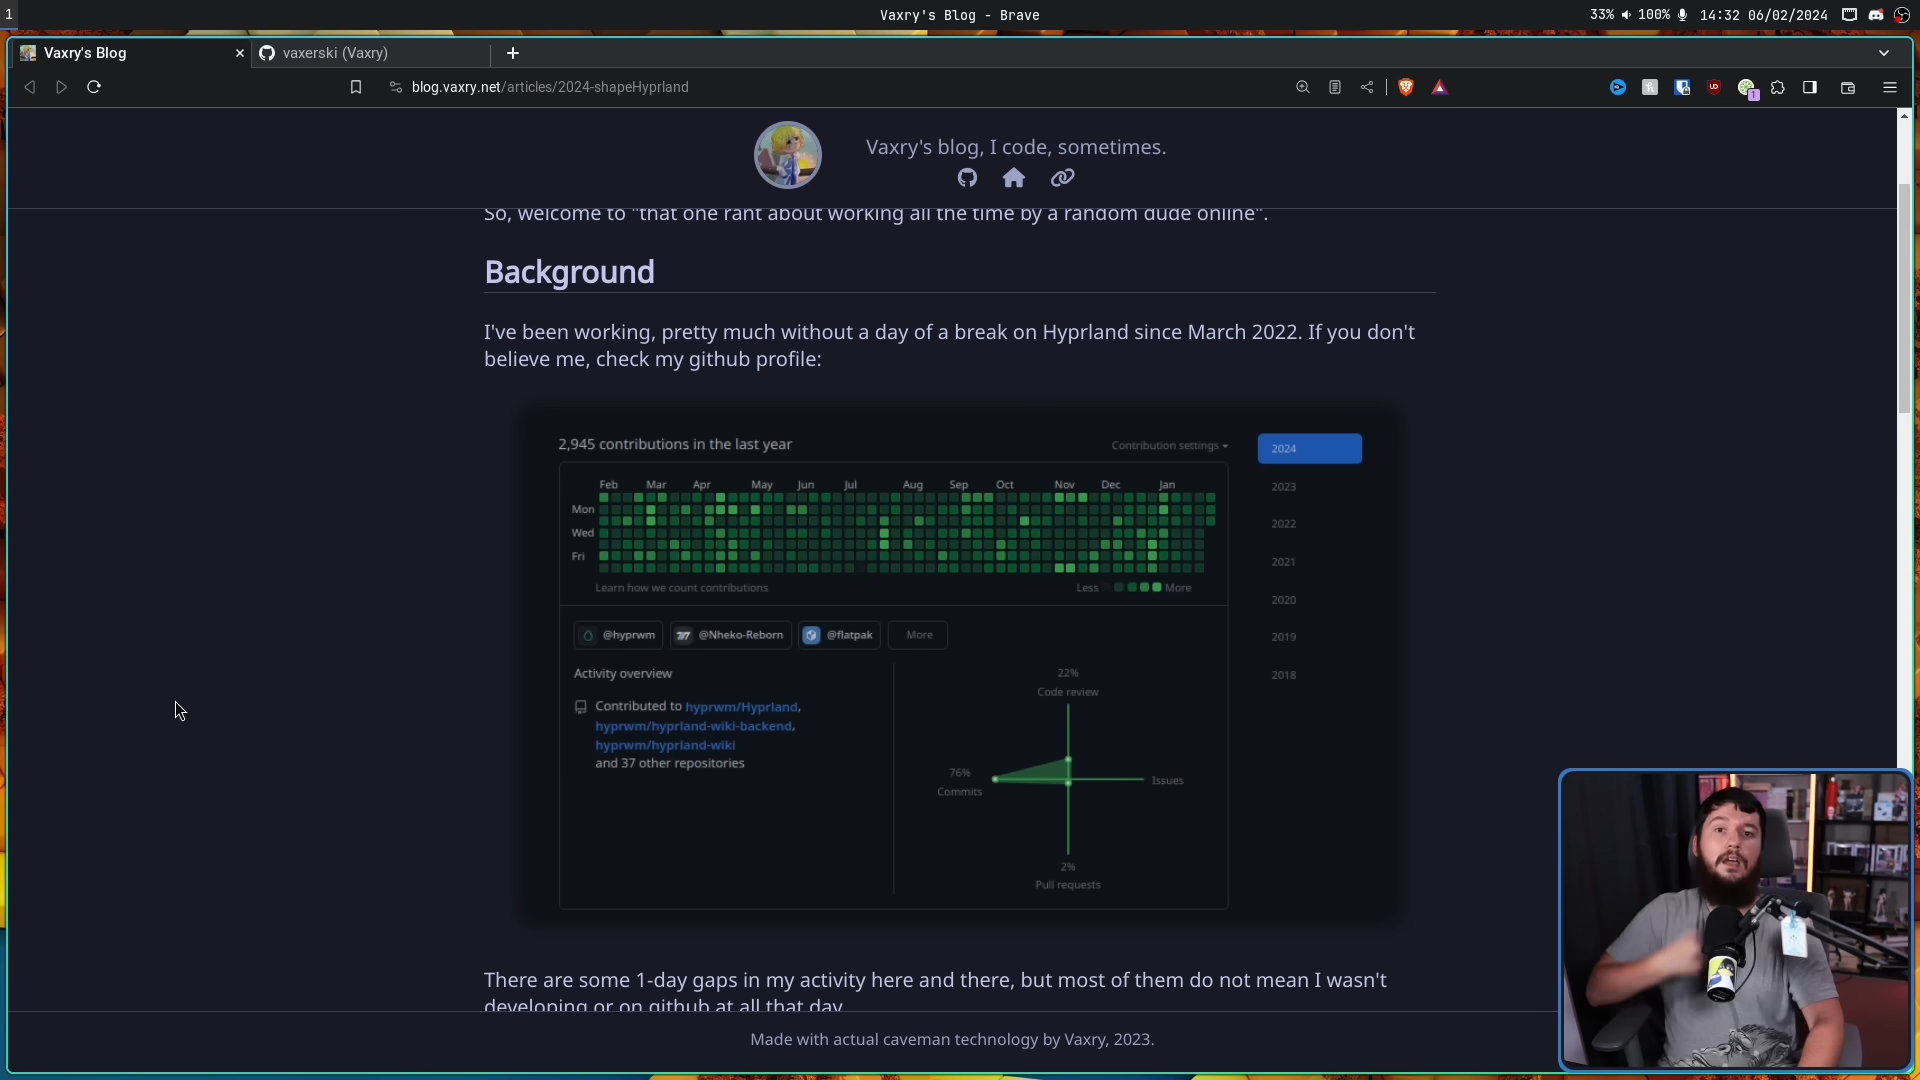 1
Vaxry's Blog - Brave
33% 100% 14:32 06/02/2024
Vaxry's Blog
vaxerski (Vaxry)
blog.vaxry.net/articles/2024-shapeHyprland
1
Vaxry's blog, I code, sometimes.
So, welcome to "that one rant about working all the time by a random dude online".
Background
I've been working, pretty much without a day of a break on Hyprland since March 2022. If you don't
believe me, check my github profile:
2,945 contributions in the last year
Contribution settings
2024
2023
2022
2021
2020
2019
2018
Feb Mar Apr May Jun Jul Aug Sep Oct Nov Dec Jan
Mon
Wed
Fri
Learn how we count contributions
Less More
@hyprwm @Nheko-Reborn @flatpak More
Activity overview
Contributed to hyprwm/Hyprland,
hyprwm/hyprland-wiki-backend,
hyprwm/hyprland-wiki
and 37 other repositories
22%
Code review
76%
Commits
Issues
2%
Pull requests
There are some 1-day gaps in my activity here and there, but most of them do not mean I wasn't
developing or on github at all that day
Made with actual caveman technology by Vaxry, 2023.